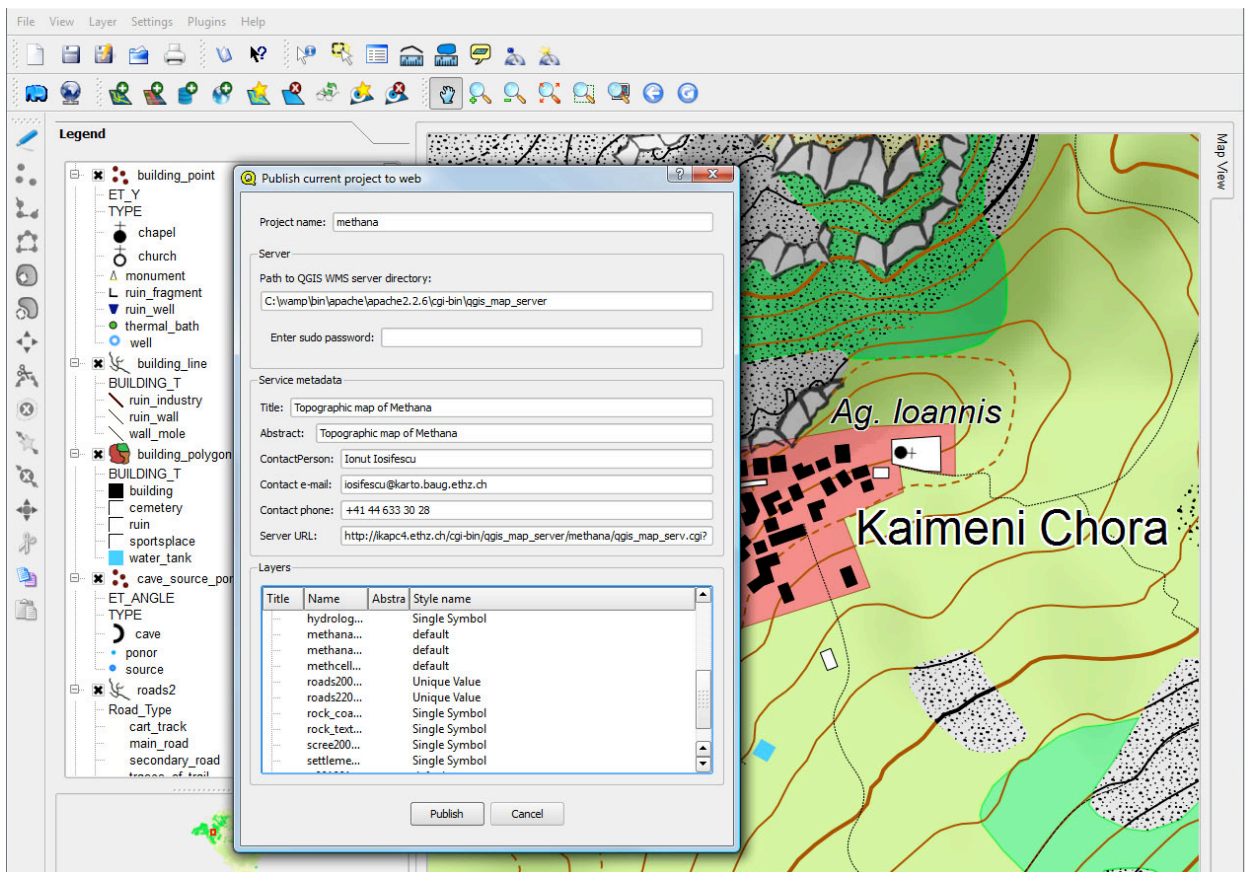 File View Layer Settings Plugins Help
Legend
Map View
building_point
ET_Y
TYPE
chapel
church
monument
ruin_fragment
ruin_well
thermal_bath
well
building_line
BUILDING_T
ruin_industry
ruin_wall
wall_mole
building_polygon
BUILDING_T
building
cemetery
ruin
sportsplace
water_tank
cave_source_poi
ET_ANGLE
TYPE
cave
ponor
source
roads2
Road_Type
cart_track
main_road
secondary_road
Publish current project to web
Project name: methana
Server
Path to QGIS WMS server directory:
C:\wamp\bin\apache\apache2.2.6\cgi-bin\qgis_map_server
Enter sudo password:
Service metadata
Title: Topographic map of Methana
Abstract: Topographic map of Methana
ContactPerson: Ionut Iosifescu
Contact e-mail: iosifescu@karto.baug.ethz.ch
Contact phone: +41 44 633 30 28
Server URL: http://ikapc4.ethz.ch/cgi-bin/qgis_map_server/methana/qgis_map_serv.cgi?
Layers
Title Name Abstra Style name
hydrolog... Single Symbol
methana... default
methana... default
methcell... default
roads200... Unique Value
roads220... Unique Value
rock_coa... Single Symbol
rock_text... Single Symbol
scree200... Single Symbol
settleme... Single Symbol
Publish Cancel
Ag. Ioannis
Kaimeni Chora